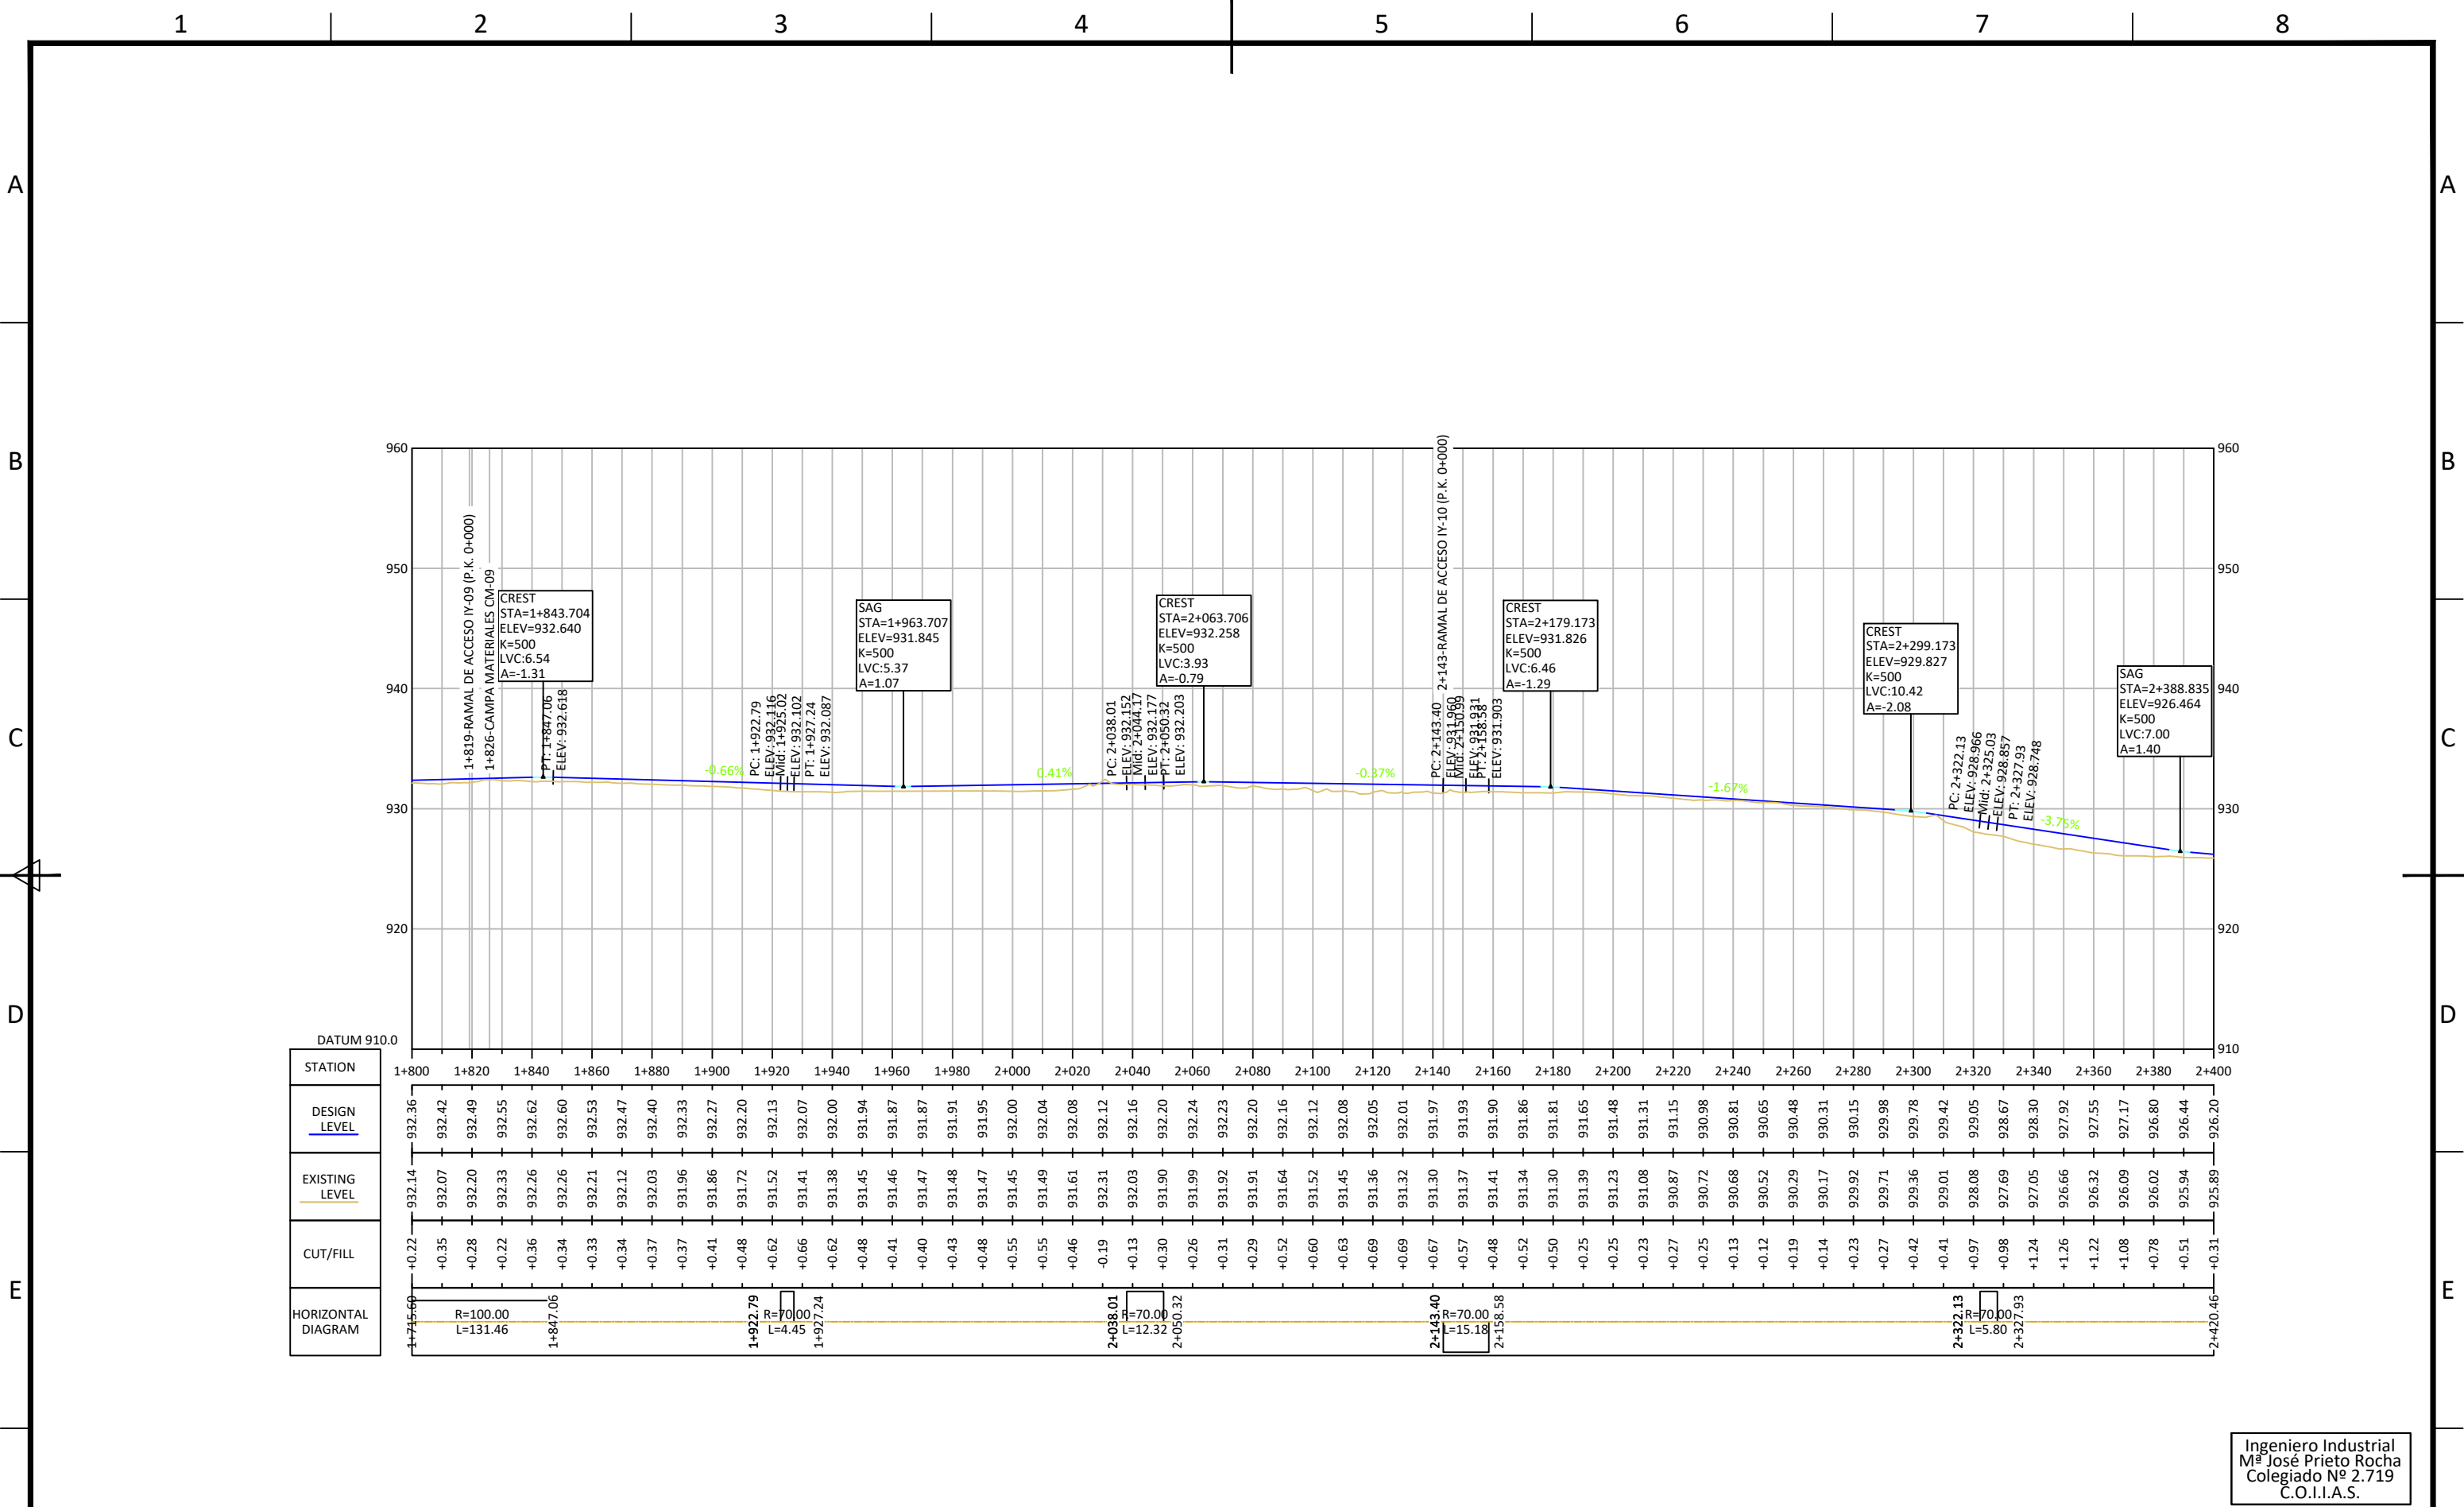 1 2 3 4 5 6 7 8
A A
B B
C C
D D
E E
960 960
950 950
940 940
930 930
920 920
910
1+819-RAMAL DE ACCESO IY-09 (P.K. 0+000)
1+826-CAMPA MATERIALES CM-09
CREST
STA=1+843.704
ELEV=932.640
K=500
LVC:6.54
A=-1.31
PT: 1+847.06
ELEV: 932.618
-0.66%
PC: 1+922.79
ELEV: 932.116
Mid: 1+925.02
ELEV: 932.102
PT: 1+927.24
ELEV: 932.087
SAG
STA=1+963.707
ELEV=931.845
K=500
LVC:5.37
A=1.07
0.41%
PC: 2+038.01
ELEV: 932.152
Mid: 2+044.17
ELEV: 932.177
PT: 2+050.32
ELEV: 932.203
CREST
STA=2+063.706
ELEV=932.258
K=500
LVC:3.93
A=-0.79
-0.37%
2+143-RAMAL DE ACCESO IY-10 (P.K. 0+000)
PC: 2+143.40
ELEV: 931.960
Mid: 2+150.99
ELEV: 931.931
PT: 2+158.58
ELEV: 931.903
CREST
STA=2+179.173
ELEV=931.826
K=500
LVC:6.46
A=-1.29
-1.67%
CREST
STA=2+299.173
ELEV=929.827
K=500
LVC:10.42
A=-2.08
PC: 2+322.13
ELEV: 928.966
Mid: 2+325.03
ELEV: 928.857
PT: 2+327.93
ELEV: 928.748
-3.75%
SAG
STA=2+388.835
ELEV=926.464
K=500
LVC:7.00
A=1.40
DATUM 910.0
STATION
1+800 1+820 1+840 1+860 1+880 1+900 1+920 1+940 1+960 1+980 2+000 2+020 2+040 2+060 2+080 2+100 2+120 2+140 2+160 2+180 2+200 2+220 2+240 2+260 2+280 2+300 2+320 2+340 2+360 2+380 2+400
DESIGN
LEVEL
932.36 932.42 932.49 932.55 932.62 932.60 932.53 932.47 932.40 932.33 932.27 932.20 932.13 932.07 932.00 931.94 931.87 931.87 931.91 931.95 932.00 932.04 932.08 932.12 932.16 932.20 932.24 932.23 932.20 932.16 932.12 932.08 932.05 932.01 931.97 931.93 931.90 931.86 931.81 931.65 931.48 931.31 931.15 930.98 930.81 930.65 930.48 930.31 930.15 929.98 929.78 929.42 929.05 928.67 928.30 927.92 927.55 927.17 926.80 926.44 926.20
EXISTING
LEVEL
932.14 932.07 932.20 932.33 932.26 932.26 932.21 932.12 932.03 931.96 931.86 931.72 931.52 931.41 931.38 931.45 931.46 931.47 931.48 931.47 931.45 931.49 931.61 932.31 932.03 931.90 931.99 931.92 931.91 931.64 931.52 931.45 931.36 931.32 931.30 931.37 931.41 931.34 931.30 931.39 931.23 931.08 930.87 930.72 930.68 930.52 930.29 930.17 929.92 929.71 929.36 929.01 928.08 927.69 927.05 926.66 926.32 926.09 926.02 925.94 925.89
CUT/FILL
+0.22 +0.35 +0.28 +0.22 +0.36 +0.34 +0.33 +0.34 +0.37 +0.37 +0.41 +0.48 +0.62 +0.66 +0.62 +0.48 +0.41 +0.40 +0.43 +0.48 +0.55 +0.55 +0.46 -0.19 +0.13 +0.30 +0.26 +0.31 +0.29 +0.52 +0.60 +0.63 +0.69 +0.69 +0.67 +0.57 +0.48 +0.52 +0.50 +0.25 +0.25 +0.23 +0.27 +0.25 +0.13 +0.12 +0.19 +0.14 +0.23 +0.27 +0.42 +0.41 +0.97 +0.98 +1.24 +1.26 +1.22 +1.08 +0.78 +0.51 +0.31
HORIZONTAL
DIAGRAM
1+715.60
R=100.00
L=131.46
1+847.06
1+922.79
R=70.00
L=4.45
1+927.24
2+038.01
R=70.00
L=12.32
2+050.32
2+143.40
R=70.00
L=15.18
2+158.58
2+322.13
R=70.00
L=5.80
2+327.93
2+420.46
Ingeniero Industrial
Mª José Prieto Rocha
Colegiado Nº 2.719
C.O.I.I.A.S.